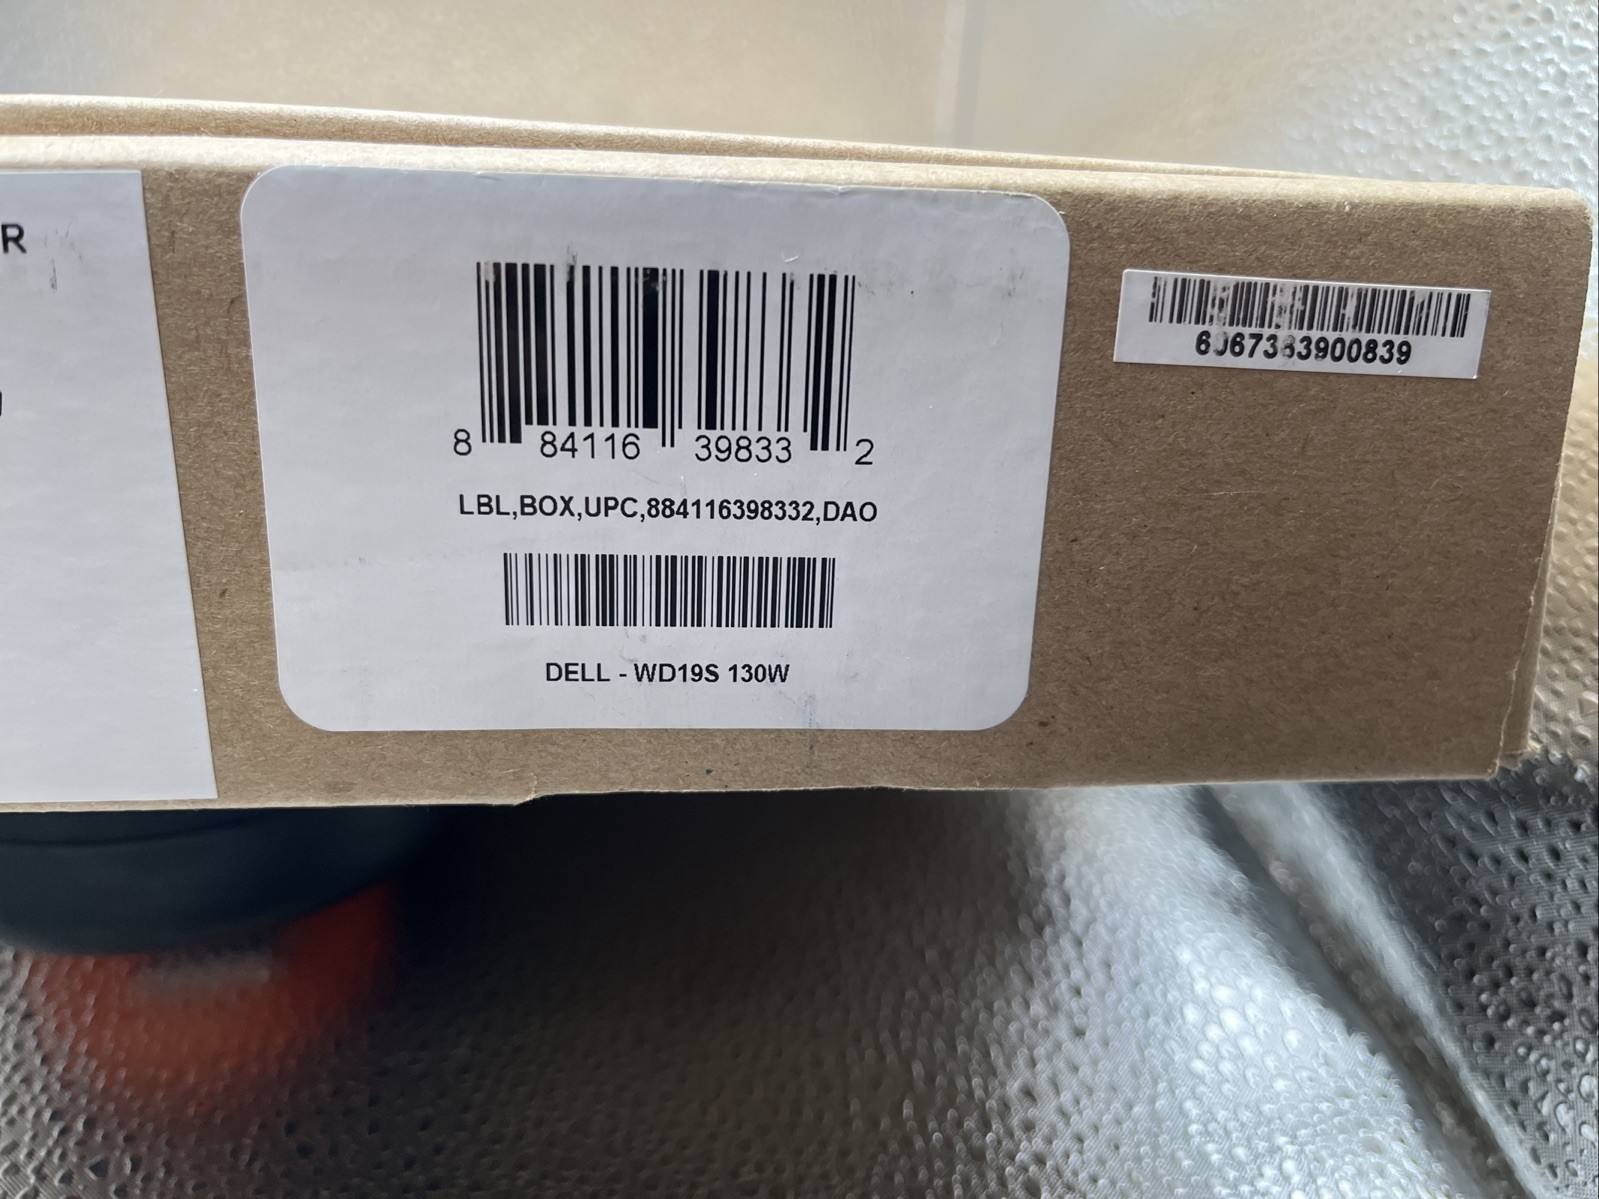 R
8 84116 39833 2
LBL,BOX,UPC,884116398332,DAO
DELL - WD19S 130W